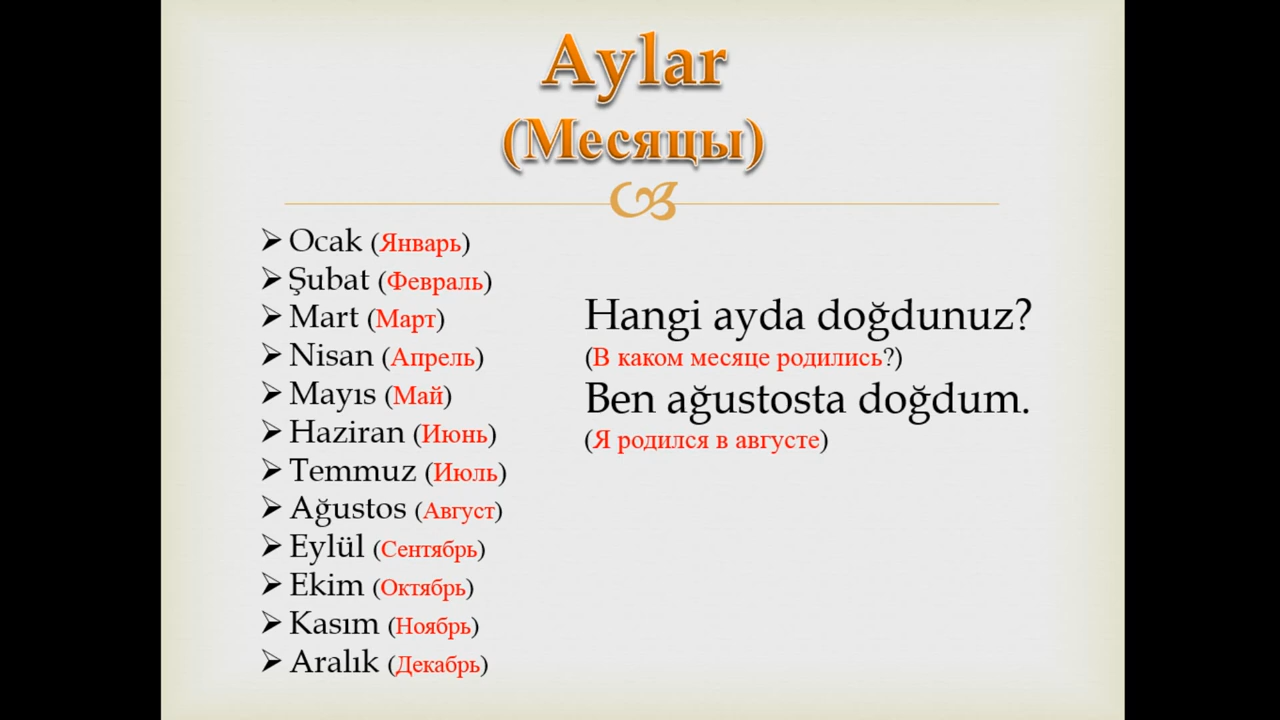 Aylar
(Месяцы)
Ocak (Январь)
Şubat (Февраль)
Mart (Март)
Nisan (Апрель)
Mayıs (Май)
Haziran (Июнь)
Temmuz (Июль)
Ağustos (Август)
Eylül (Сентябрь)
Ekim (Октябрь)
Kasım (Ноябрь)
Aralık (Декабрь)
Hangi ayda doğdunuz?
(В каком месяце родились?)
Ben ağustosta doğdum.
(Я родился в августе)